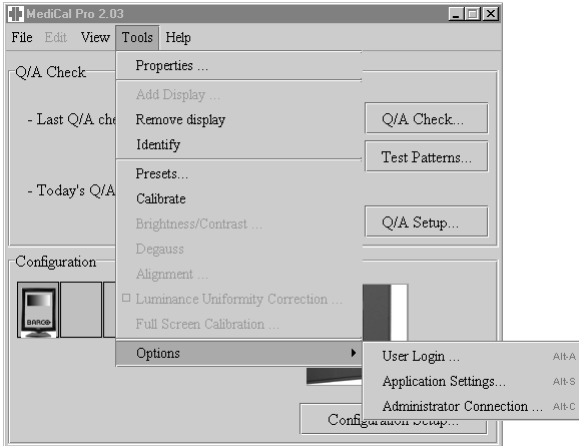 MediCal Pro 2.03
File Edit View Tools Help
Q/A Check
- Last Q/A che
- Today's Q/A
Properties ...
Add Display ...
Remove display
Identify
Presets...
Calibrate
Brightness/Contrast ...
Degauss
Alignment ...
Luminance Uniformity Correction ...
Full Screen Calibration ...
Options
Q/A Check...
Test Patterns...
Q/A Setup...
Configuration
BARCO
User Login ... Alt-A
Application Settings... Alt-S
Administrator Connection ... Alt-C
Configuration Setup...